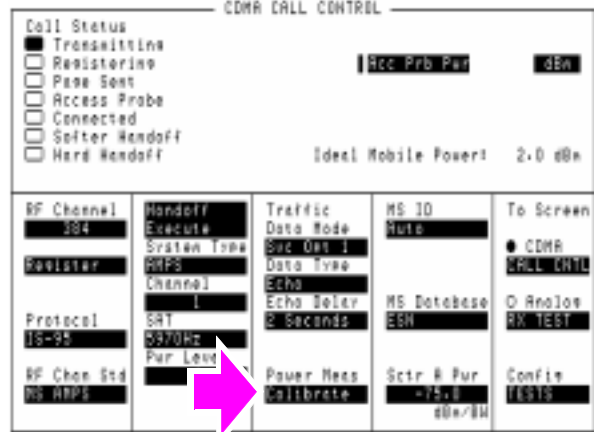 CDMA CALL CONTROL
Call Status
Transmitting
Registering
Page Sent
Access Probe
Connected
Softer Handoff
Hard Handoff
Acc Prb Pwr
dBm
Ideal Mobile Power: 2.0 dBm
RF Channel
384
Register
Protocol
IS-95
RF Chan Std
MS AMPS
Handoff
Execute
System Type
AMPS
Channel
1
SAT
5970Hz
Pwr Level
Traffic
Data Mode
Svc Opt 1
Data Type
Echo
Echo Delay
2 Seconds
Power Meas
Calibrate
MS ID
Auto
MS Database
ESN
Sctr A Pwr
-75.0
dBm/BW
To Screen
CDMA
CALL CNTL
Analog
RX TEST
Config
TESTS